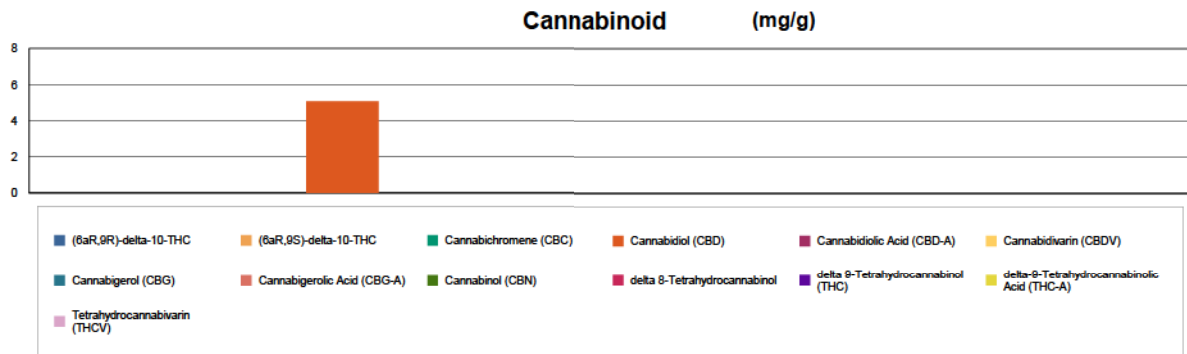 Cannabinoid (mg/g)
8
6
4
2
0
(6aR,9R)-delta-10-THC (6aR,9S)-delta-10-THC Cannabichromene (CBC) Cannabidiol (CBD) Cannabidiolic Acid (CBD-A) Cannabidivarin (CBDV)
Cannabigerol (CBG) Cannabigerolic Acid (CBG-A) Cannabinol (CBN) delta 8-Tetrahydrocannabinol delta 9-Tetrahydrocannabinol
(THC) delta-9-Tetrahydrocannabinolic
Acid (THC-A)
Tetrahydrocannabivarin
(THCV)